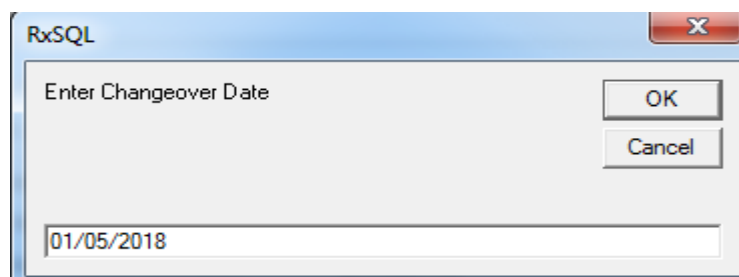 RxSQL
Enter Changeover Date
OK
Cancel
01/05/2018